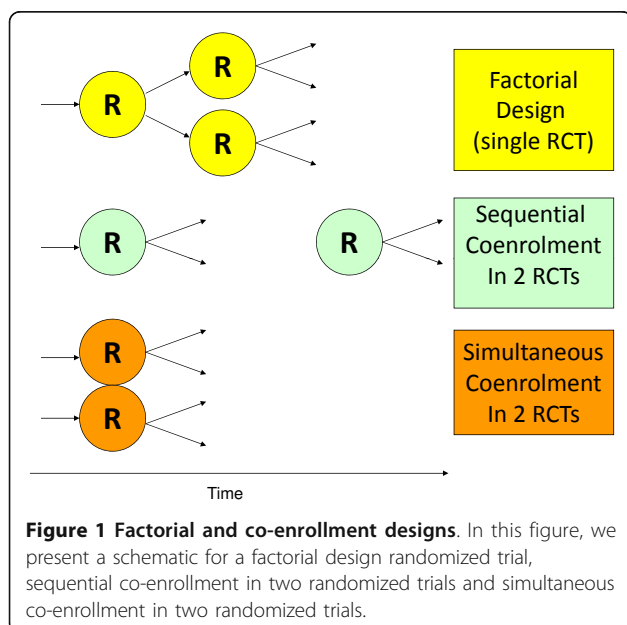 R
R
R
Factorial
Design
(single RCT)
R
R
Sequential
Coenrolment
In 2 RCTs
R
R
Simultaneous
Coenrolment
In 2 RCTs
Time
Figure 1 Factorial and co-enrollment designs. In this figure, we
present a schematic for a factorial design randomized trial,
sequential co-enrollment in two randomized trials and simultaneous
co-enrollment in two randomized trials.